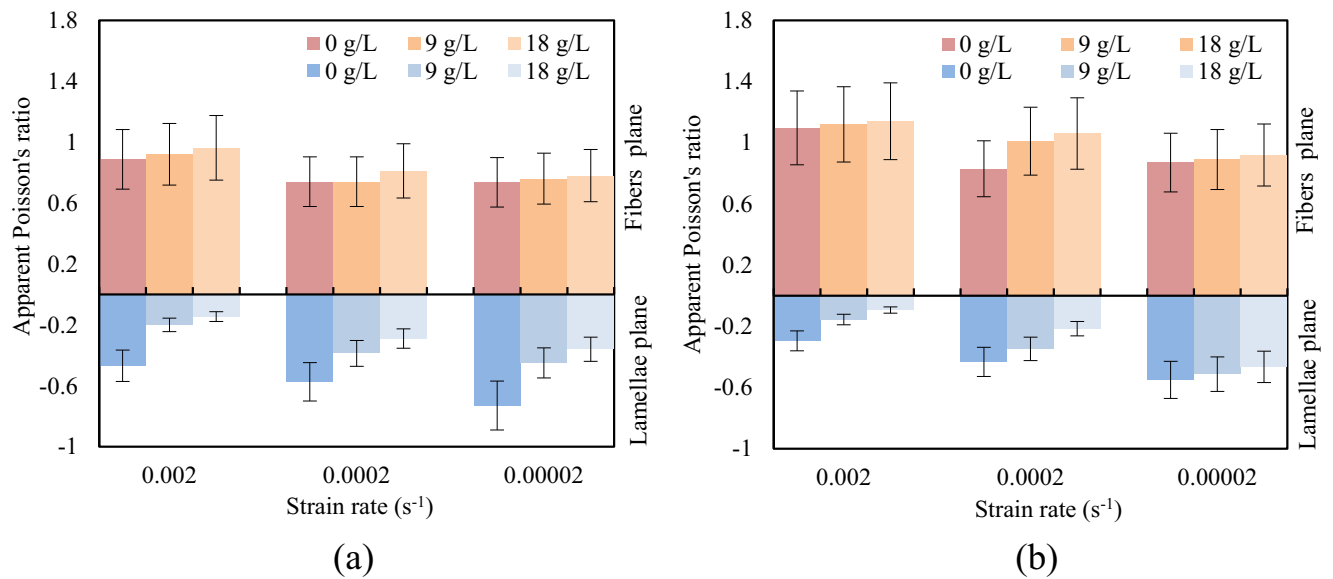 1.8
1.4
1
0.6
0.2
-0.2
-0.6
-1
Apparent Poisson's ratio
0 g/L 9 g/L 18 g/L
0 g/L 9 g/L 18 g/L
Fibers plane
Lamellae plane
0.002 0.0002 0.00002
Strain rate (s⁻¹)
(a)
1.8
1.4
1
0.6
0.2
-0.2
-0.6
-1
Apparent Poisson's ratio
0 g/L 9 g/L 18 g/L
0 g/L 9 g/L 18 g/L
Fibers plane
Lamellae plane
0.002 0.0002 0.00002
Strain rate (s⁻¹)
(b)